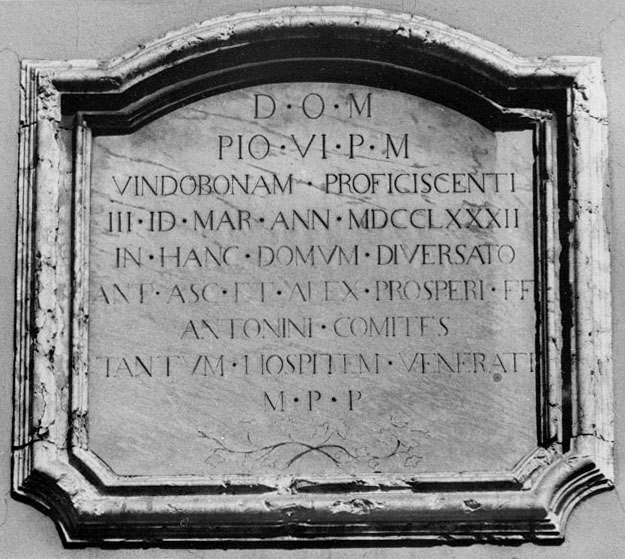 D·O·M
PIO·VI·P·M
VINDOBONAM·PROFICISCENTI
III·ID·MAR·ANN·MDCCLXXXII
IN·HANC·DOMVM·DIVERSATO
ANT·ASC·ET·ALEX·PROSPERI·FF
ANTONINI·COMITES
TANTVM·HOSPITEM·VENERATI
M·P·P